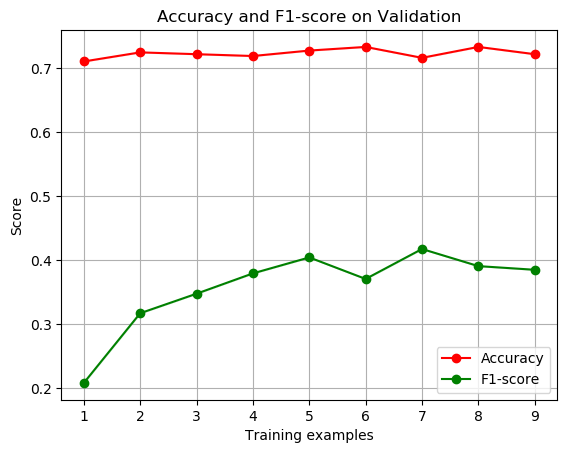 Accuracy and F1-score on Validation
Score
0.7
0.6
0.5
0.4
0.3
0.2
Accuracy
F1-score
1 2 3 4 5 6 7 8 9
Training examples